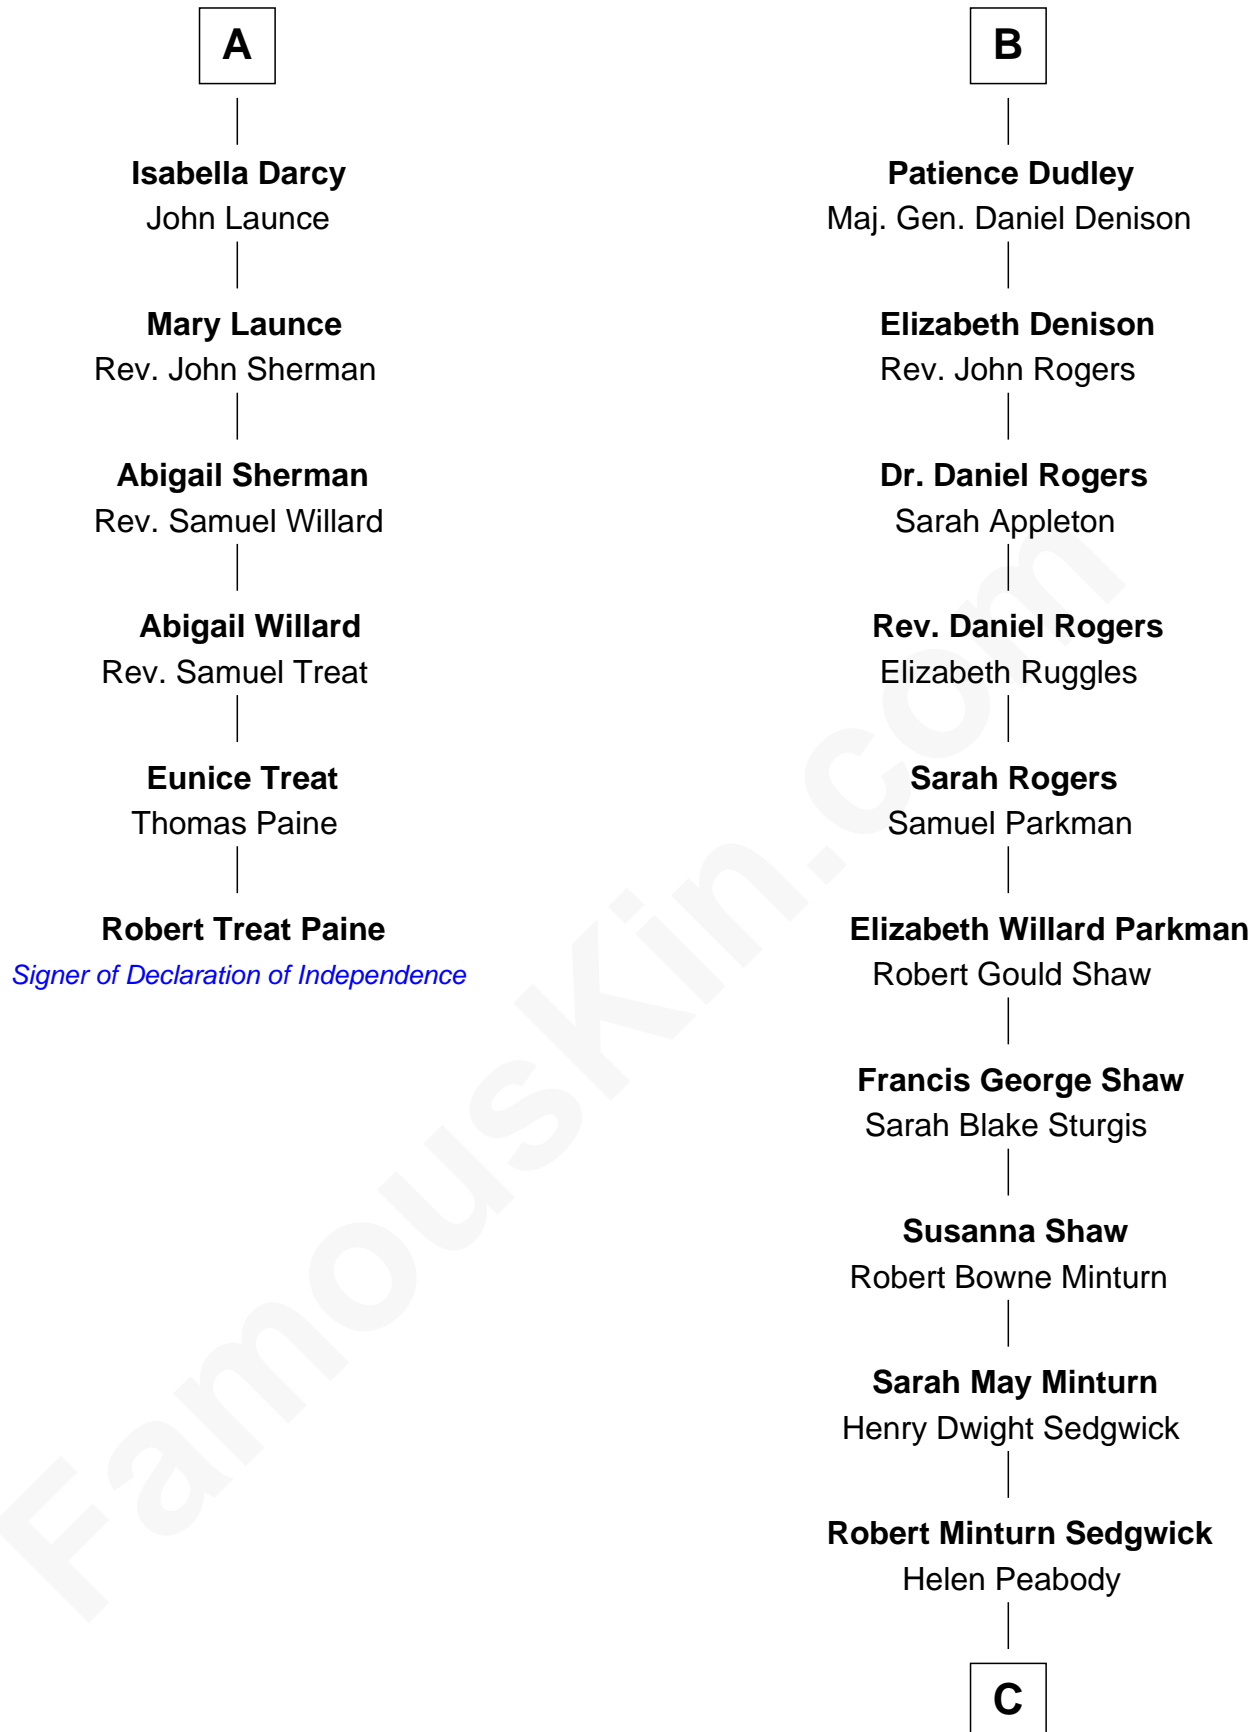 A
Isabella Darcy
John Launce
Mary Launce
Rev. John Sherman
Abigail Sherman
Rev. Samuel Willard
Abigail Willard
Rev. Samuel Treat
Eunice Treat
Thomas Paine
Robert Treat Paine
Signer of Declaration of Independence
B
Patience Dudley
Maj. Gen. Daniel Denison
Elizabeth Denison
Rev. John Rogers
Dr. Daniel Rogers
Sarah Appleton
Rev. Daniel Rogers
Elizabeth Ruggles
Sarah Rogers
Samuel Parkman
Elizabeth Willard Parkman
Robert Gould Shaw
Francis George Shaw
Sarah Blake Sturgis
Susanna Shaw
Robert Bowne Minturn
Sarah May Minturn
Henry Dwight Sedgwick
Robert Minturn Sedgwick
Helen Peabody
C
FamousKin.com